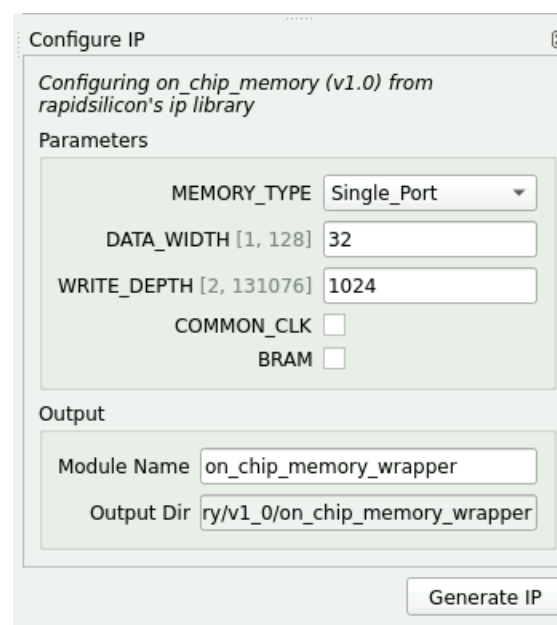 Configure IP
Configuring on_chip_memory (v1.0) from
rapidsilicon's ip library
Parameters
MEMORY_TYPE Single_Port
DATA_WIDTH [1, 128] 32
WRITE_DEPTH [2, 131076] 1024
COMMON_CLK
BRAM
Output
Module Name on_chip_memory_wrapper
Output Dir ry/v1_0/on_chip_memory_wrapper
Generate IP